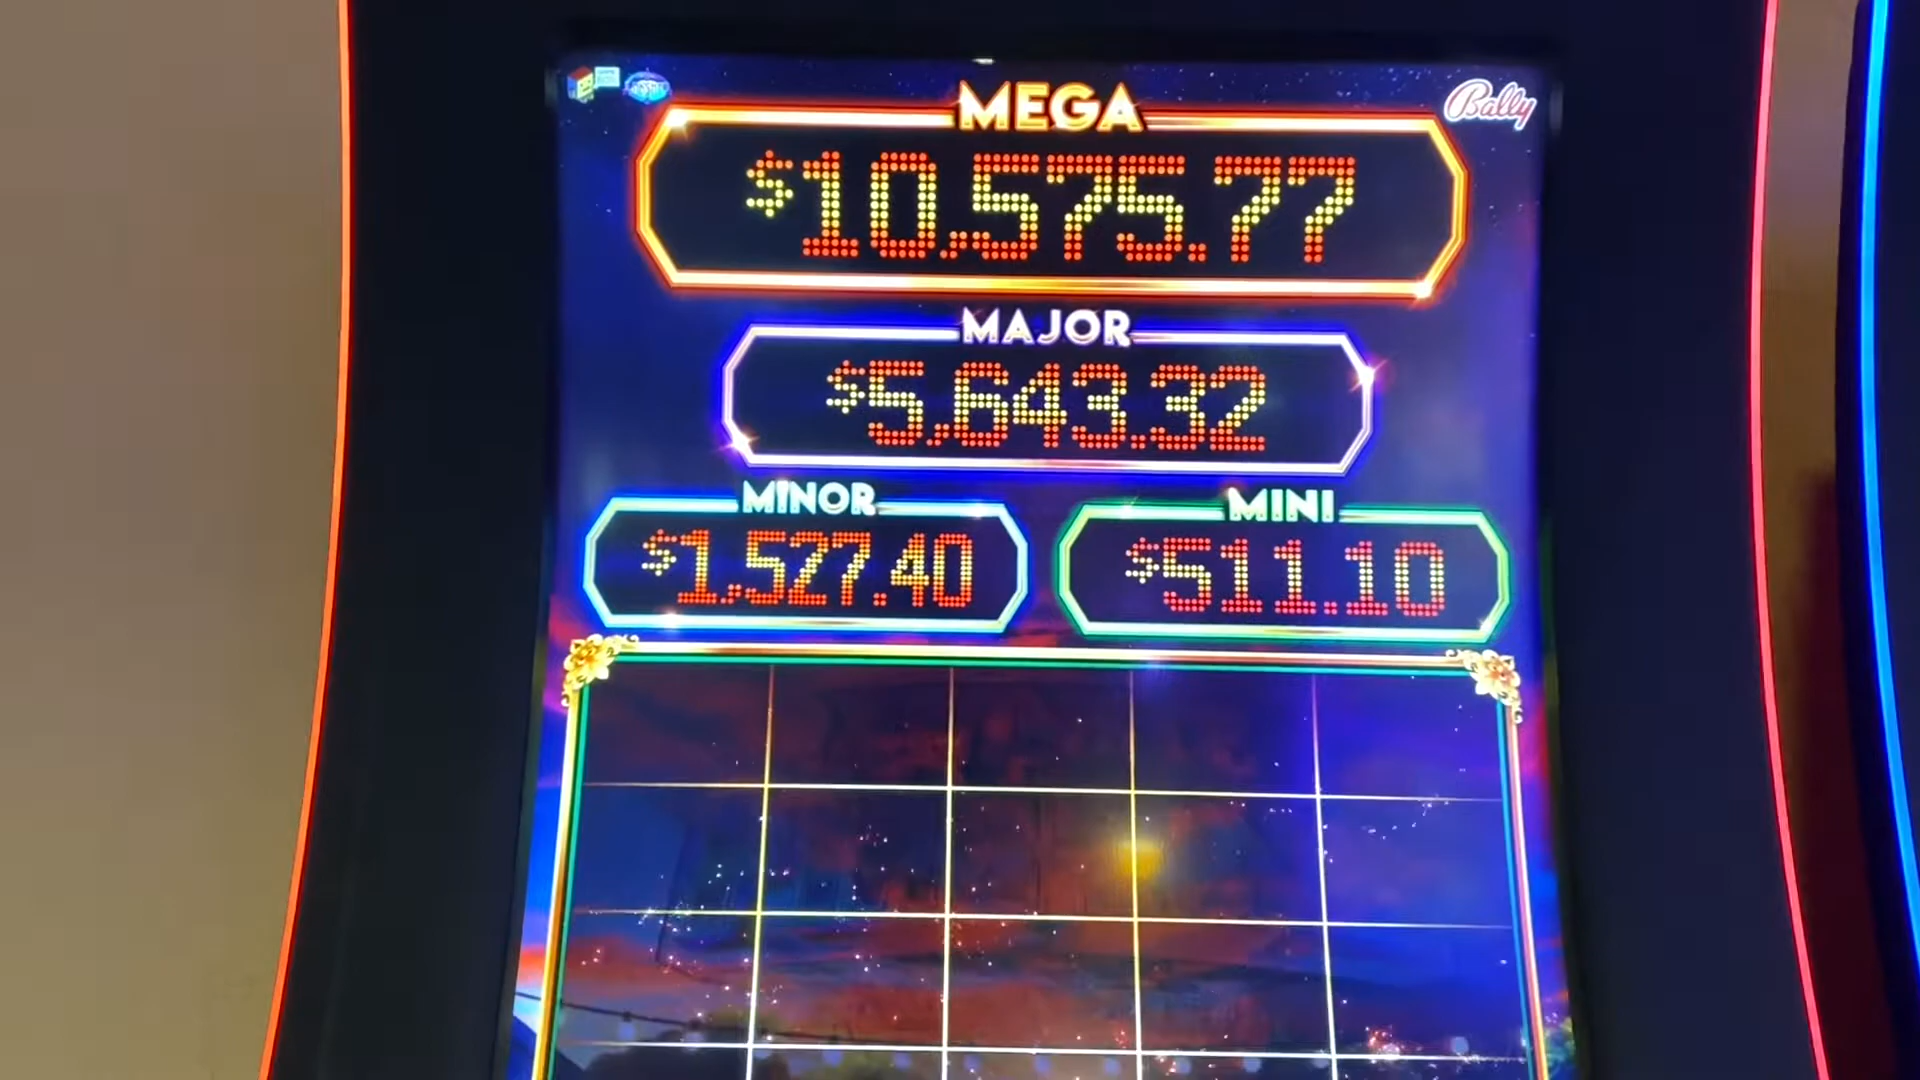 MEGA
Bally
$10,575.77
MAJOR
$5,643.32
MINOR
MINI
$1,527.40
$511.10